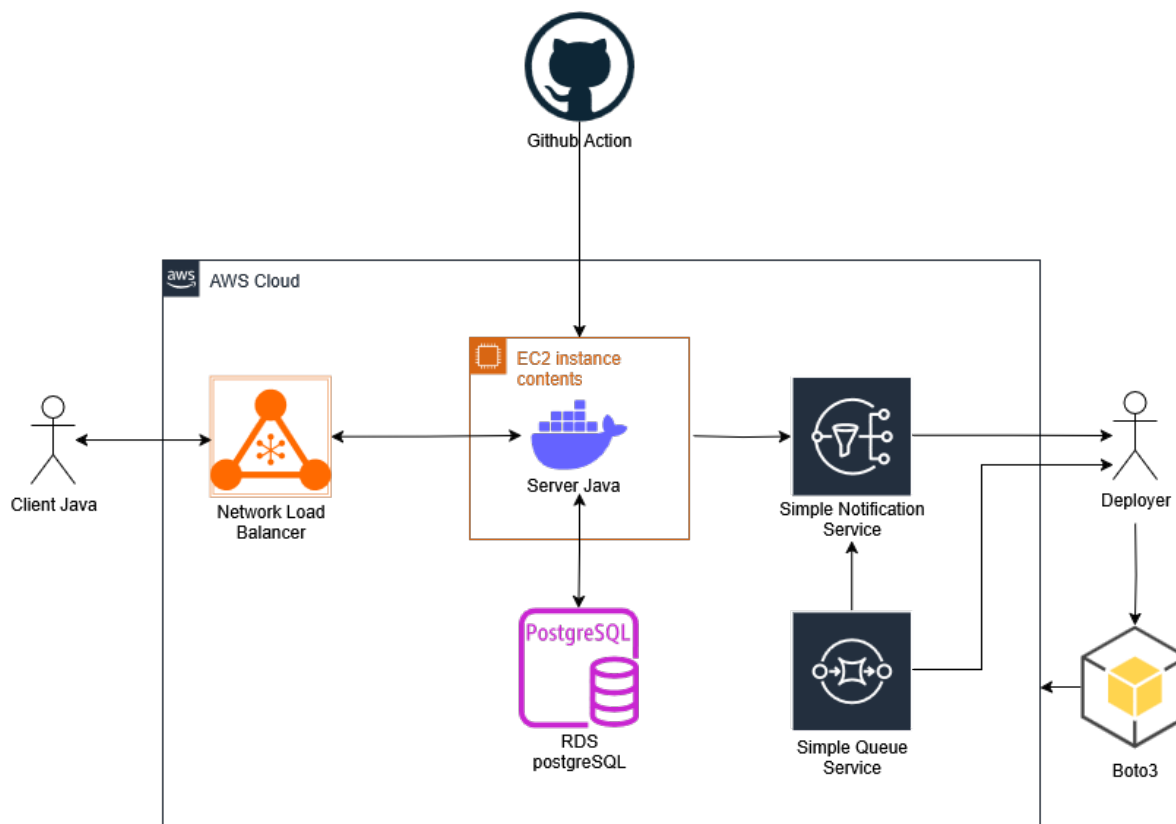 Github Action
aws
AWS Cloud
EC2 instance
contents
Server Java
Client Java
Network Load
Balancer
Simple Notification
Service
Deployer
PostgreSQL
RDS
postgreSQL
Simple Queue
Service
Boto3